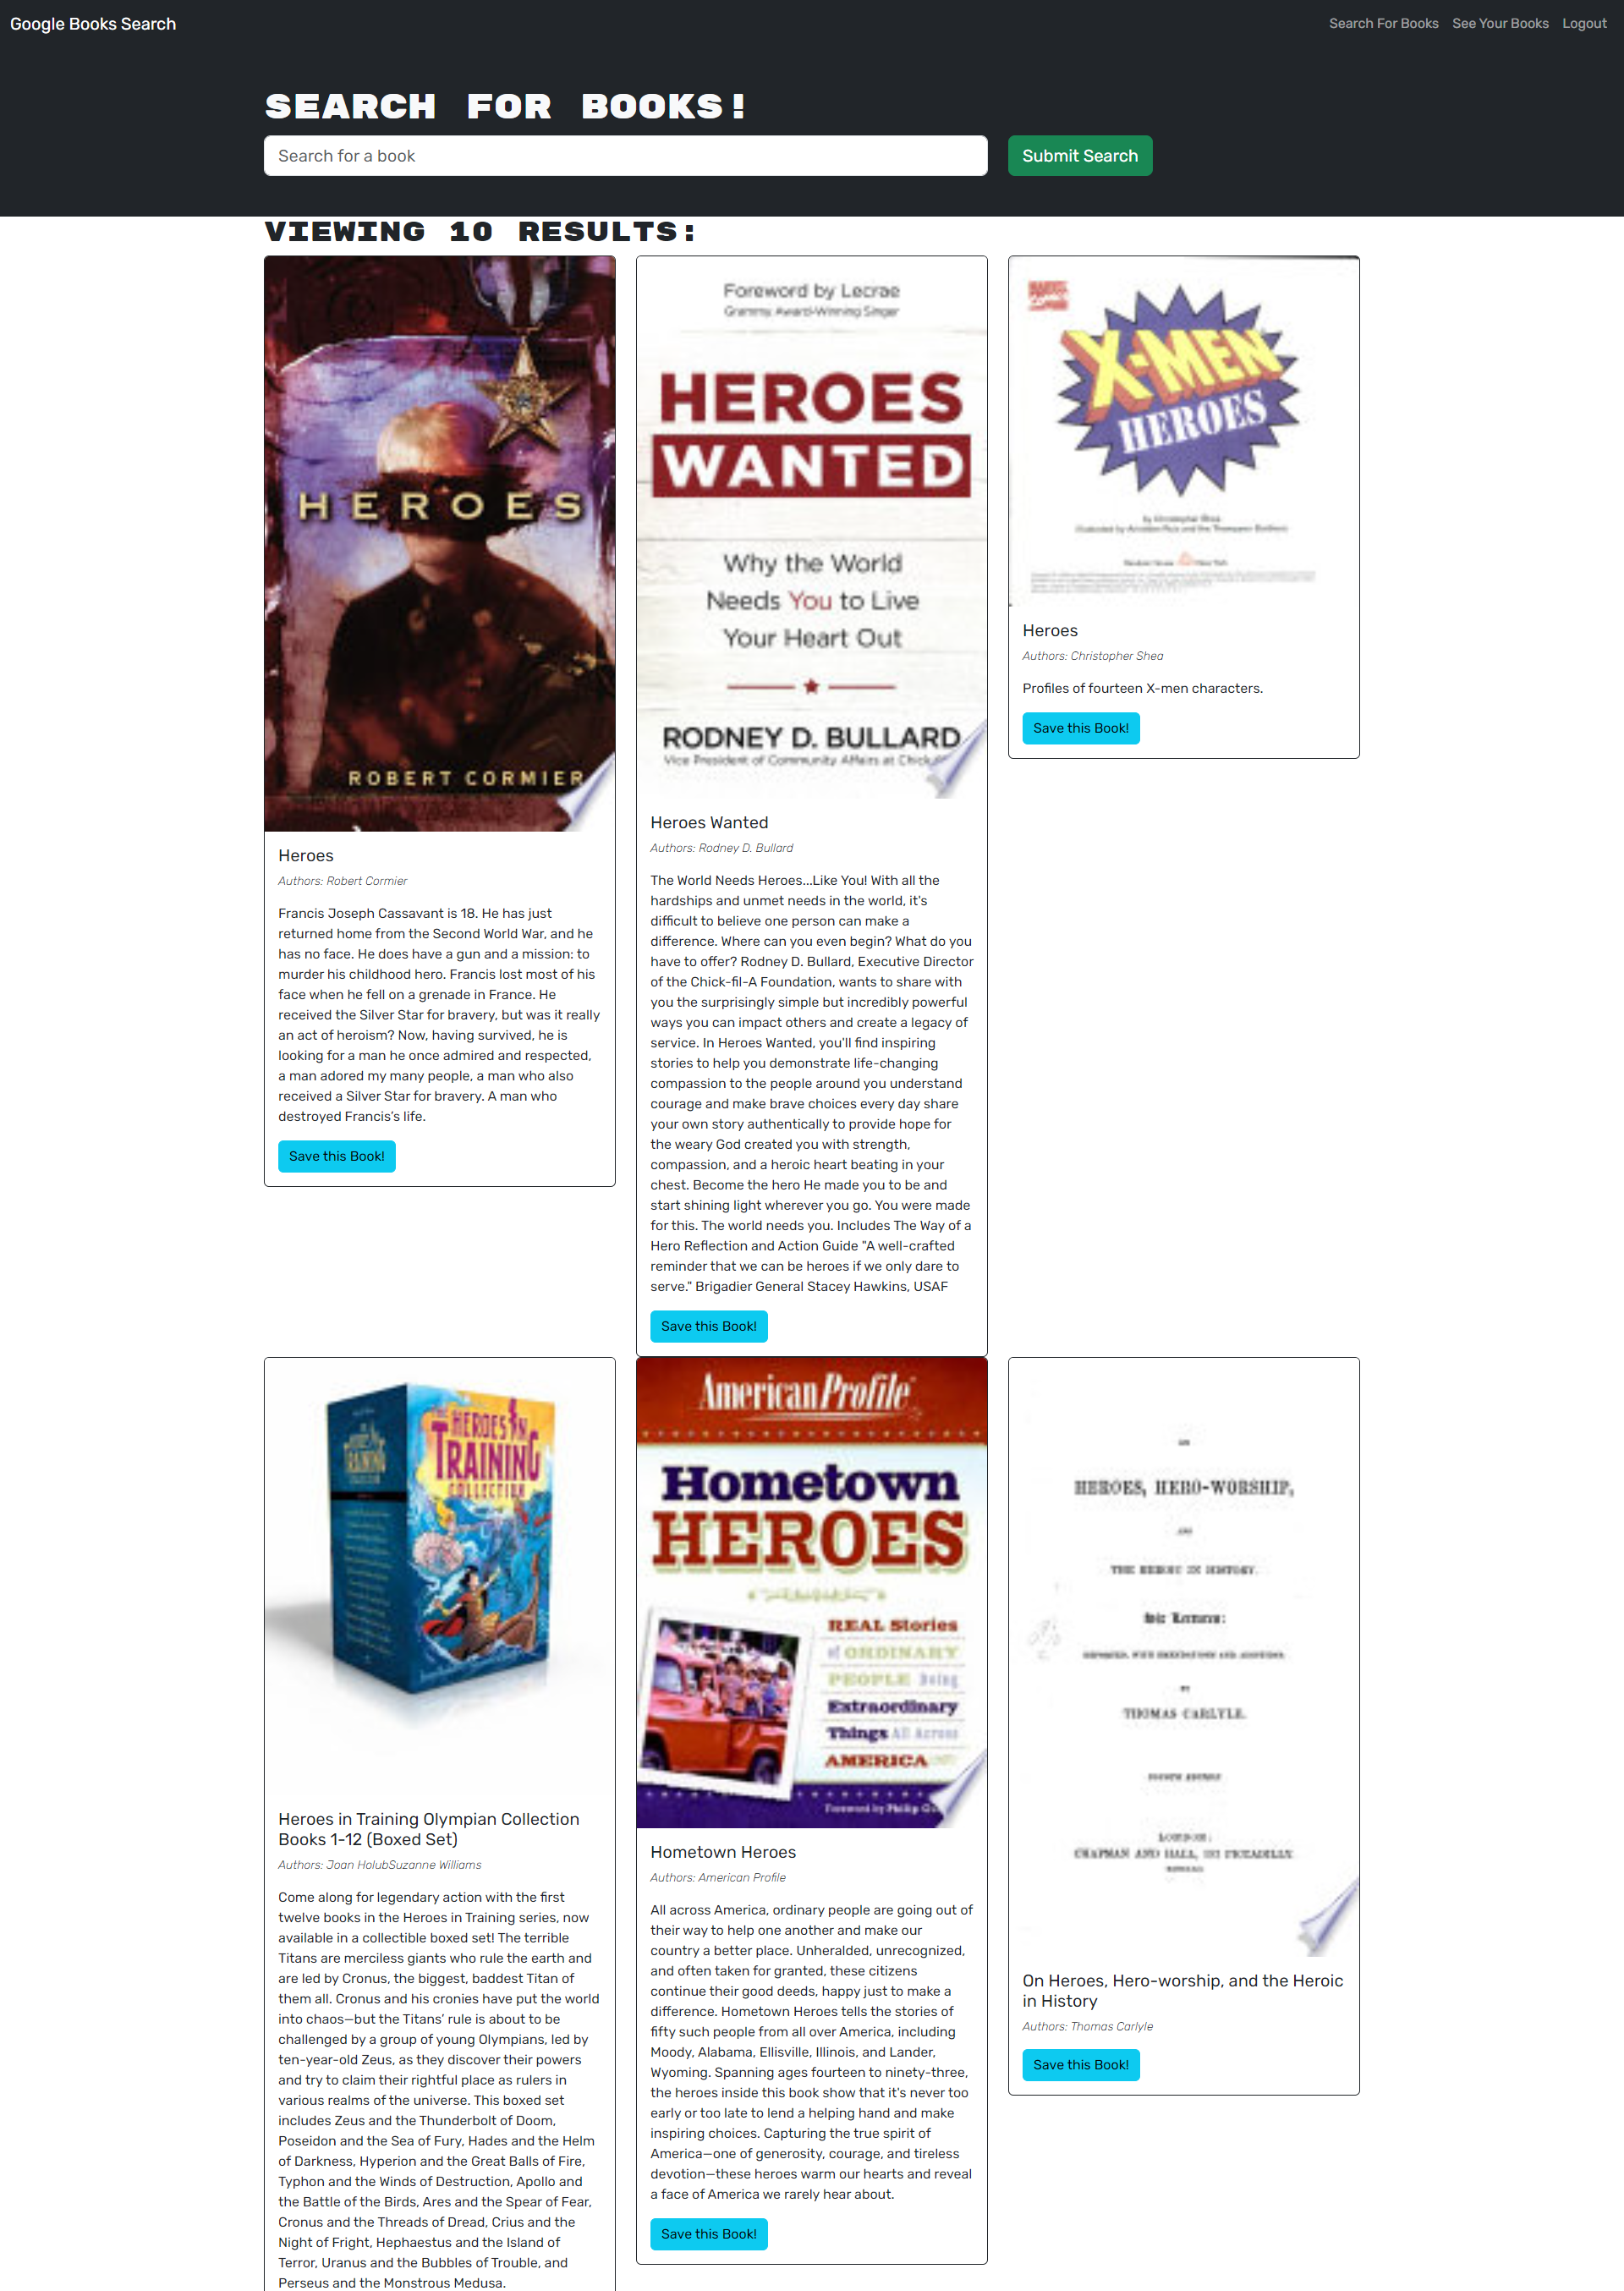 Google Books Search
Search For Books
See Your Books
Logout
SEARCH FOR BOOKS!
Search for a book
Submit Search
VIEWING 10 RESULTS:
HEROES
ROBERT CORMIER
Heroes
Authors: Robert Cormier
Francis Joseph Cassavant is 18. He has just
returned home from the Second World War, and he
has no face. He does have a gun and a mission: to
murder his childhood hero. Francis lost most of his
face when he fell on a grenade in France. He
received the Silver Star for bravery, but was it really
an act of heroism? Now, having survived, he is
looking for a man he once admired and respected,
a man adored my many people, a man who also
received a Silver Star for bravery. A man who
destroyed Francis's life.
Save this Book!
Foreword by Lecrae
Grammy Award-Winning Singer
HEROES
WANTED
Why the World
Needs You to Live
Your Heart Out
RODNEY D. BULLARD
Vice President of Community Affairs at
Heroes Wanted
Authors: Rodney D. Bullard
The World Needs Heroes...Like You! With all the
hardships and unmet needs in the world, it's
difficult to believe one person can make a
difference. Where can you even begin? What do you
have to offer? Rodney D. Bullard, Executive Director
of the Chick-fil-A Foundation, wants to share with
you the surprisingly simple but incredibly powerful
ways you can impact others and create a legacy of
service. In Heroes Wanted, you'll find inspiring
stories to help you demonstrate life-changing
compassion to the people around you understand
courage and make brave choices every day share
your own story authentically to provide hope for
the weary God created you with strength,
compassion, and a heroic heart beating in your
chest. Become the hero He made you to be and
start shining light wherever you go. You were made
for this. The world needs you. Includes The Way of a
Hero Reflection and Action Guide "A well-crafted
reminder that we can be heroes if we only dare to
serve." Brigadier General Stacey Hawkins, USAF
Save this Book!
X-MEN
HEROES
Heroes
Authors: Christopher Shea
Profiles of fourteen X-men characters.
Save this Book!
HEROES IN
TRAINING
COLLECTION
Heroes in Training Olympian Collection
Books 1-12 (Boxed Set)
Authors: Joan HolubSuzanne Williams
Come along for legendary action with the first
twelve books in the Heroes in Training series, now
available in a collectible boxed set! The terrible
Titans are merciless giants who rule the earth and
are led by Cronus, the biggest, baddest Titan of
them all. Cronus and his cronies have put the world
into chaos—but the Titans' rule is about to be
challenged by a group of young Olympians, led by
ten-year-old Zeus, as they discover their powers
and try to claim their rightful place as rulers in
various realms of the universe. This boxed set
includes Zeus and the Thunderbolt of Doom,
Poseidon and the Sea of Fury, Hades and the Helm
of Darkness, Hyperion and the Great Balls of Fire,
Typhon and the Winds of Destruction, Apollo and
the Battle of the Birds, Ares and the Spear of Fear,
Cronus and the Threads of Dread, Crius and the
Night of Fright, Hephaestus and the Island of
Terror, Uranus and the Bubbles of Trouble, and
Perseus and the Monstrous Medusa.
American Profile
Hometown
HEROES
REAL Stories
of ORDINARY
PEOPLE Doing
Extraordinary
Things All Across
AMERICA
Foreword by Phillip
Hometown Heroes
Authors: American Profile
All across America, ordinary people are going out of
their way to help one another and make our
country a better place. Unheralded, unrecognized,
and often taken for granted, these citizens
continue their good deeds, happy just to make a
difference. Hometown Heroes tells the stories of
fifty such people from all over America, including
Moody, Alabama, Ellisville, Illinois, and Lander,
Wyoming. Spanning ages fourteen to ninety-three,
the heroes inside this book show that it's never too
early or too late to lend a helping hand and make
inspiring choices. Capturing the true spirit of
America—one of generosity, courage, and tireless
devotion—these heroes warm our hearts and reveal
a face of America we rarely hear about.
Save this Book!
ON
HEROES, HERO-WORSHIP,
AND
THE HEROIC IN HISTORY.
Six Lectures:
REPORTED, WITH EMENDATIONS AND ADDITIONS.
BY
THOMAS CARLYLE.
FOURTH EDITION
LONDON:
CHAPMAN AND HALL, PICCADILLY.
On Heroes, Hero-worship, and the Heroic
in History
Authors: Thomas Carlyle
Save this Book!